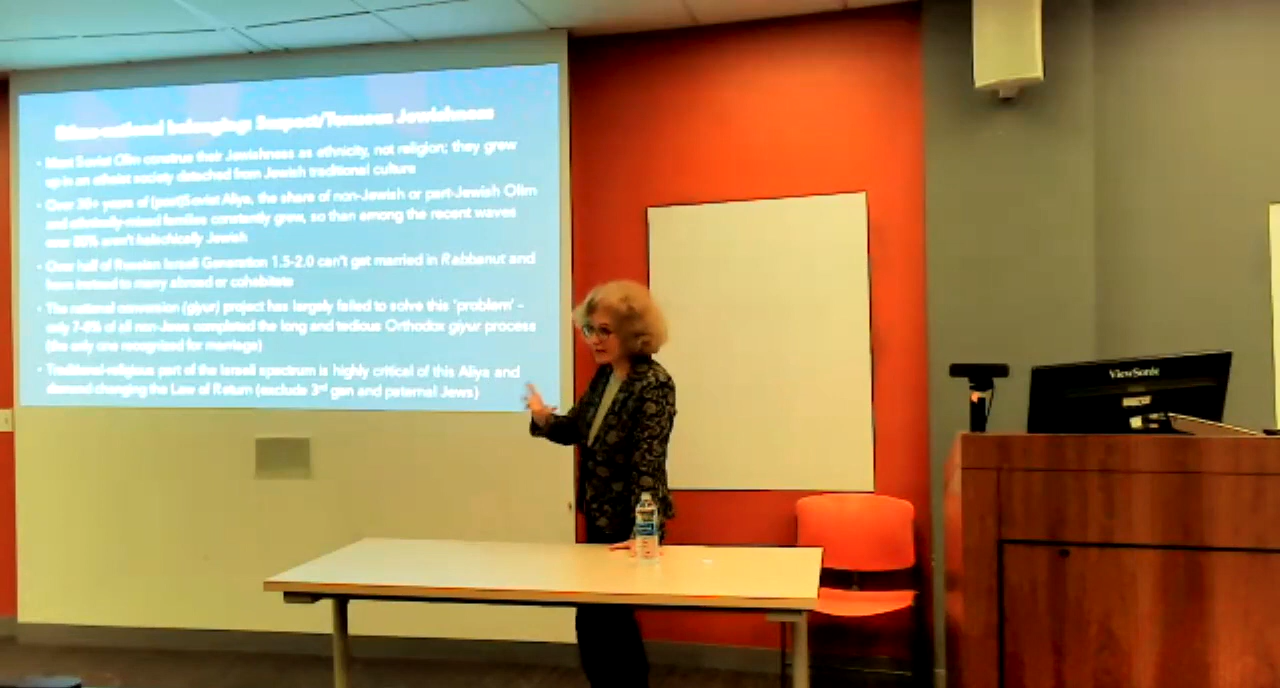 Ethno-national belonging: Suspect/Tenuous Jewishness
• Most Soviet Olim construe their Jewishness as ethnicity, not religion; they grew
up in an atheist society detached from Jewish traditional culture
• Over 30+ years of (post)Soviet Aliya, the share of non-Jewish or part-Jewish Olim
and ethnically mixed families constantly grew, so then among the recent waves
over aren't halachically Jewish
• Over half of Russian Israeli Generation 1.5-2.0 can't get married in Rabbanut and
have instead to marry abroad or cohabitate
• The national conversion (giyur) project has largely failed to solve this 'problem' -
only 7-8% of all non-Jews completed the long and tedious Orthodox giyur process
(the only one recognized for marriage)
• Traditional-religious part of the Israeli spectrum is highly critical of this Aliya and
demand changing the Law of Return (exclude 3rd gen and paternal Jews)
ViewSonic